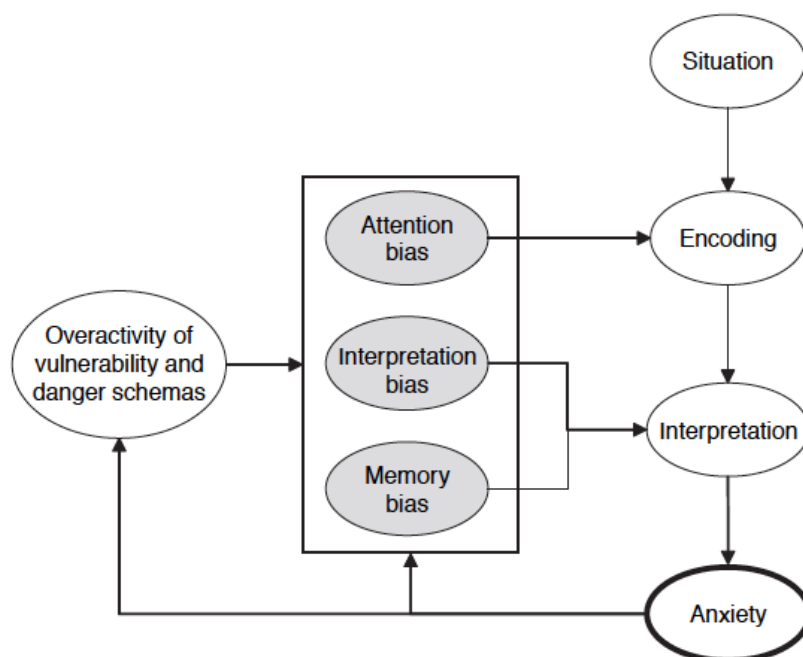 Situation
Attention
bias
Encoding
Overactivity of
vulnerability and
danger schemas
Interpretation
bias
Interpretation
Memory
bias
Anxiety